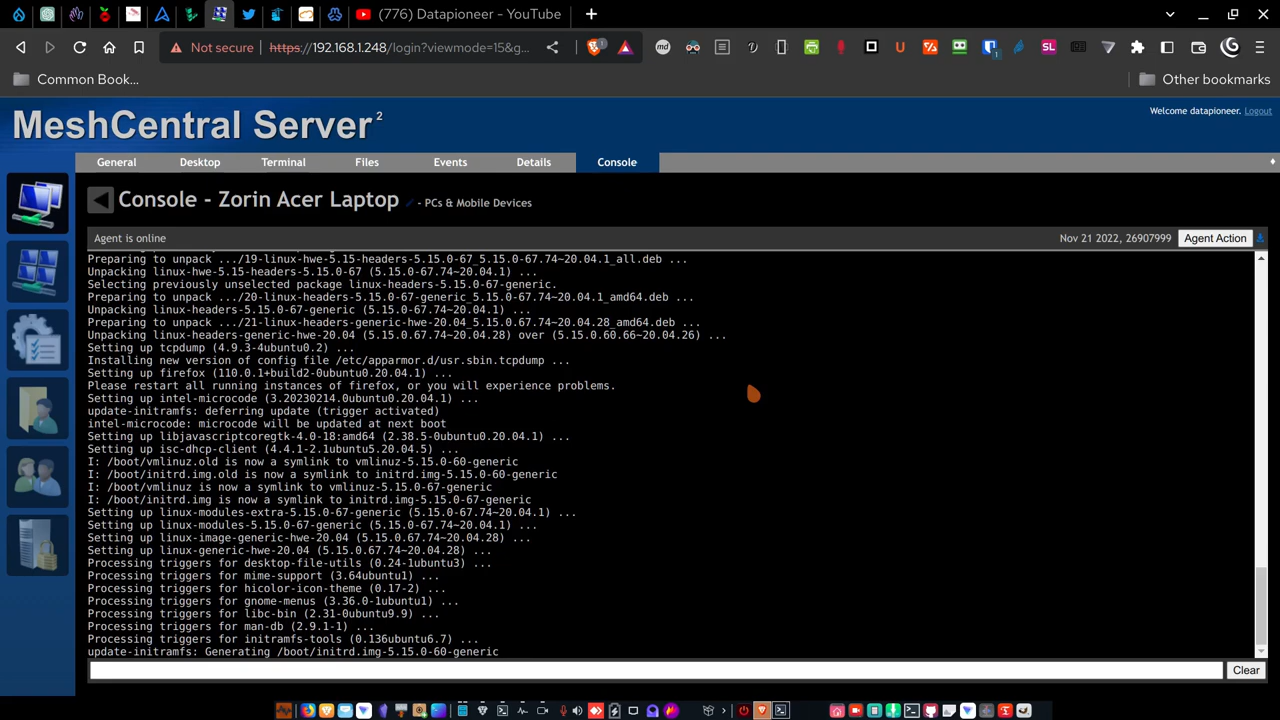 (776) Datapioneer - YouTube
Not secure https://192.168.1.248/login?viewmode=15&g...
Common Book...
Other bookmarks
MeshCentral Server 2
Welcome datapioneer. Logout
General Desktop Terminal Files Events Details Console
Console - Zorin Acer Laptop - PCs & Mobile Devices
Agent is online
Nov 21 2022, 26907999 Agent Action
Preparing to unpack .../19-linux-hwe-5.15-headers-5.15.0-67_5.15.0-67.74~20.04.1_all.deb ...
Unpacking linux-hwe-5.15-headers-5.15.0-67 (5.15.0-67.74~20.04.1) ...
Selecting previously unselected package linux-headers-5.15.0-67-generic.
Preparing to unpack .../20-linux-headers-5.15.0-67-generic_5.15.0-67.74~20.04.1_amd64.deb ...
Unpacking linux-headers-5.15.0-67-generic (5.15.0-67.74~20.04.1) ...
Preparing to unpack .../21-linux-headers-generic-hwe-20.04_5.15.0.67.74~20.04.28_amd64.deb ...
Unpacking linux-headers-generic-hwe-20.04 (5.15.0.67.74~20.04.28) over (5.15.0.60.66~20.04.26) ...
Setting up tcpdump (4.9.3-4ubuntu0.2) ...
Installing new version of config file /etc/apparmor.d/usr.sbin.tcpdump ...
Setting up firefox (110.0.1+build2-0ubuntu0.20.04.1) ...
Please restart all running instances of firefox, or you will experience problems.
Setting up intel-microcode (3.20230214.0ubuntu0.20.04.1) ...
update-initramfs: deferring update (trigger activated)
intel-microcode: microcode will be updated at next boot
Setting up libjavascriptcoregtk-4.0-18:amd64 (2.38.5-0ubuntu0.20.04.1) ...
Setting up isc-dhcp-client (4.4.1-2.1ubuntu5.20.04.5) ...
I: /boot/vmlinuz.old is now a symlink to vmlinuz-5.15.0-60-generic
I: /boot/initrd.img.old is now a symlink to initrd.img-5.15.0-60-generic
I: /boot/vmlinuz is now a symlink to vmlinuz-5.15.0-67-generic
I: /boot/initrd.img is now a symlink to initrd.img-5.15.0-67-generic
Setting up linux-modules-extra-5.15.0-67-generic (5.15.0-67.74~20.04.1) ...
Setting up linux-modules-5.15.0-67-generic (5.15.0-67.74~20.04.1) ...
Setting up linux-image-generic-hwe-20.04 (5.15.0.67.74~20.04.28) ...
Setting up linux-generic-hwe-20.04 (5.15.0.67.74~20.04.28) ...
Processing triggers for desktop-file-utils (0.24-1ubuntu3) ...
Processing triggers for mime-support (3.64ubuntu1) ...
Processing triggers for hicolor-icon-theme (0.17-2) ...
Processing triggers for gnome-menus (3.36.0-1ubuntu1) ...
Processing triggers for libc-bin (2.31-0ubuntu9.9) ...
Processing triggers for man-db (2.9.1-1) ...
Processing triggers for initramfs-tools (0.136ubuntu6.7) ...
update-initramfs: Generating /boot/initrd.img-5.15.0-60-generic
Clear